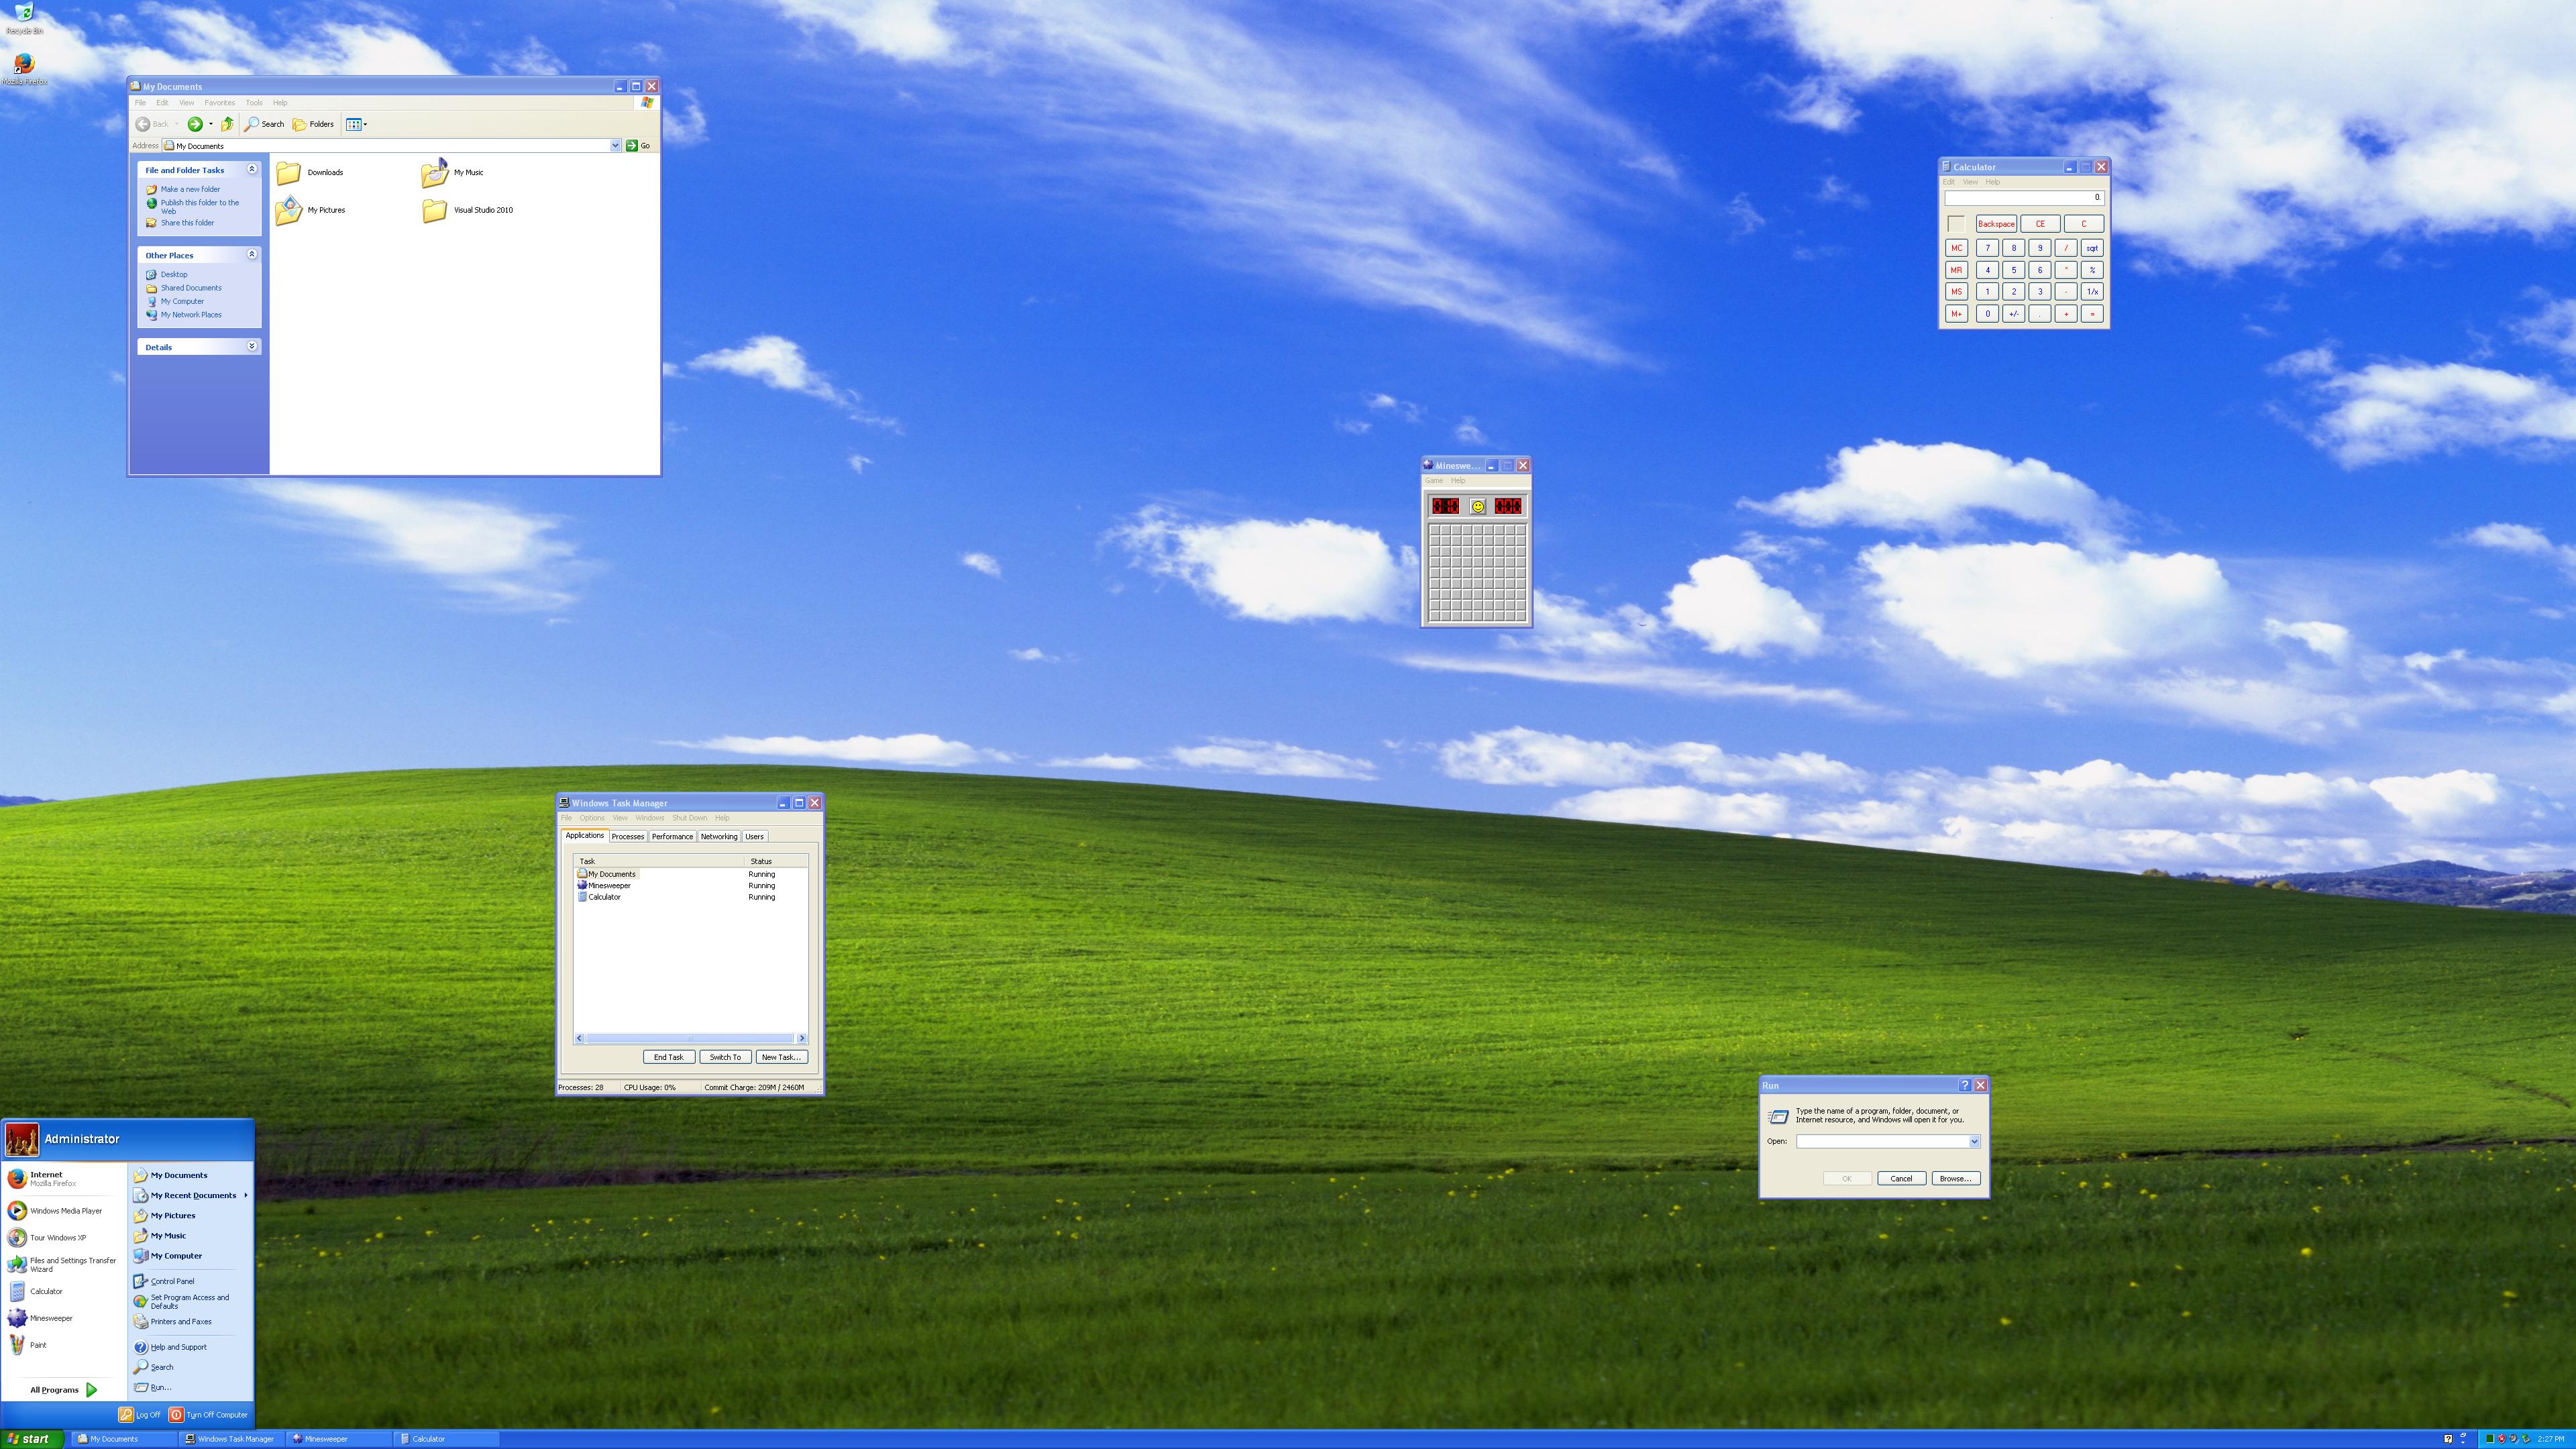 Recycle Bin
Mozilla Firefox
My Documents
File Edit View Favorites Tools Help
Back Search Folders
Address My Documents Go
File and Folder Tasks
Make a new folder
Publish this folder to the
Web
Share this folder
Other Places
Desktop
Shared Documents
My Computer
My Network Places
Details
Downloads My Music
My Pictures Visual Studio 2010
Calculator
Edit View Help
0.
Backspace CE C
MC 7 8 9 / sqrt
MR 4 5 6 * %
MS 1 2 3 - 1/x
M+ 0 +/- . + =
Mineswe...
Game Help
010 000
Windows Task Manager
File Options View Windows Shut Down Help
Applications Processes Performance Networking Users
Task Status
My Documents Running
Minesweeper Running
Calculator Running
End Task Switch To New Task...
Processes: 28 CPU Usage: 0% Commit Charge: 209M / 2460M
Run
Type the name of a program, folder, document, or
Internet resource, and Windows will open it for you.
Open:
OK Cancel Browse...
Administrator
Internet
Mozilla Firefox
Windows Media Player
Tour Windows XP
Files and Settings Transfer
Wizard
Calculator
Minesweeper
Paint
All Programs
My Documents
My Recent Documents
My Pictures
My Music
My Computer
Control Panel
Set Program Access and
Defaults
Printers and Faxes
Help and Support
Search
Run...
Log Off Turn Off Computer
start My Documents Windows Task Manager Minesweeper Calculator 2:27 PM